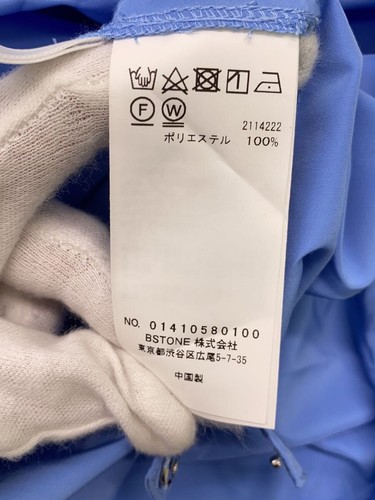 F W
2114222
ポリエステル 100%
NO. 01410580100
BSTONE 株式会社
東京都渋谷区広尾5-7-35
中国製